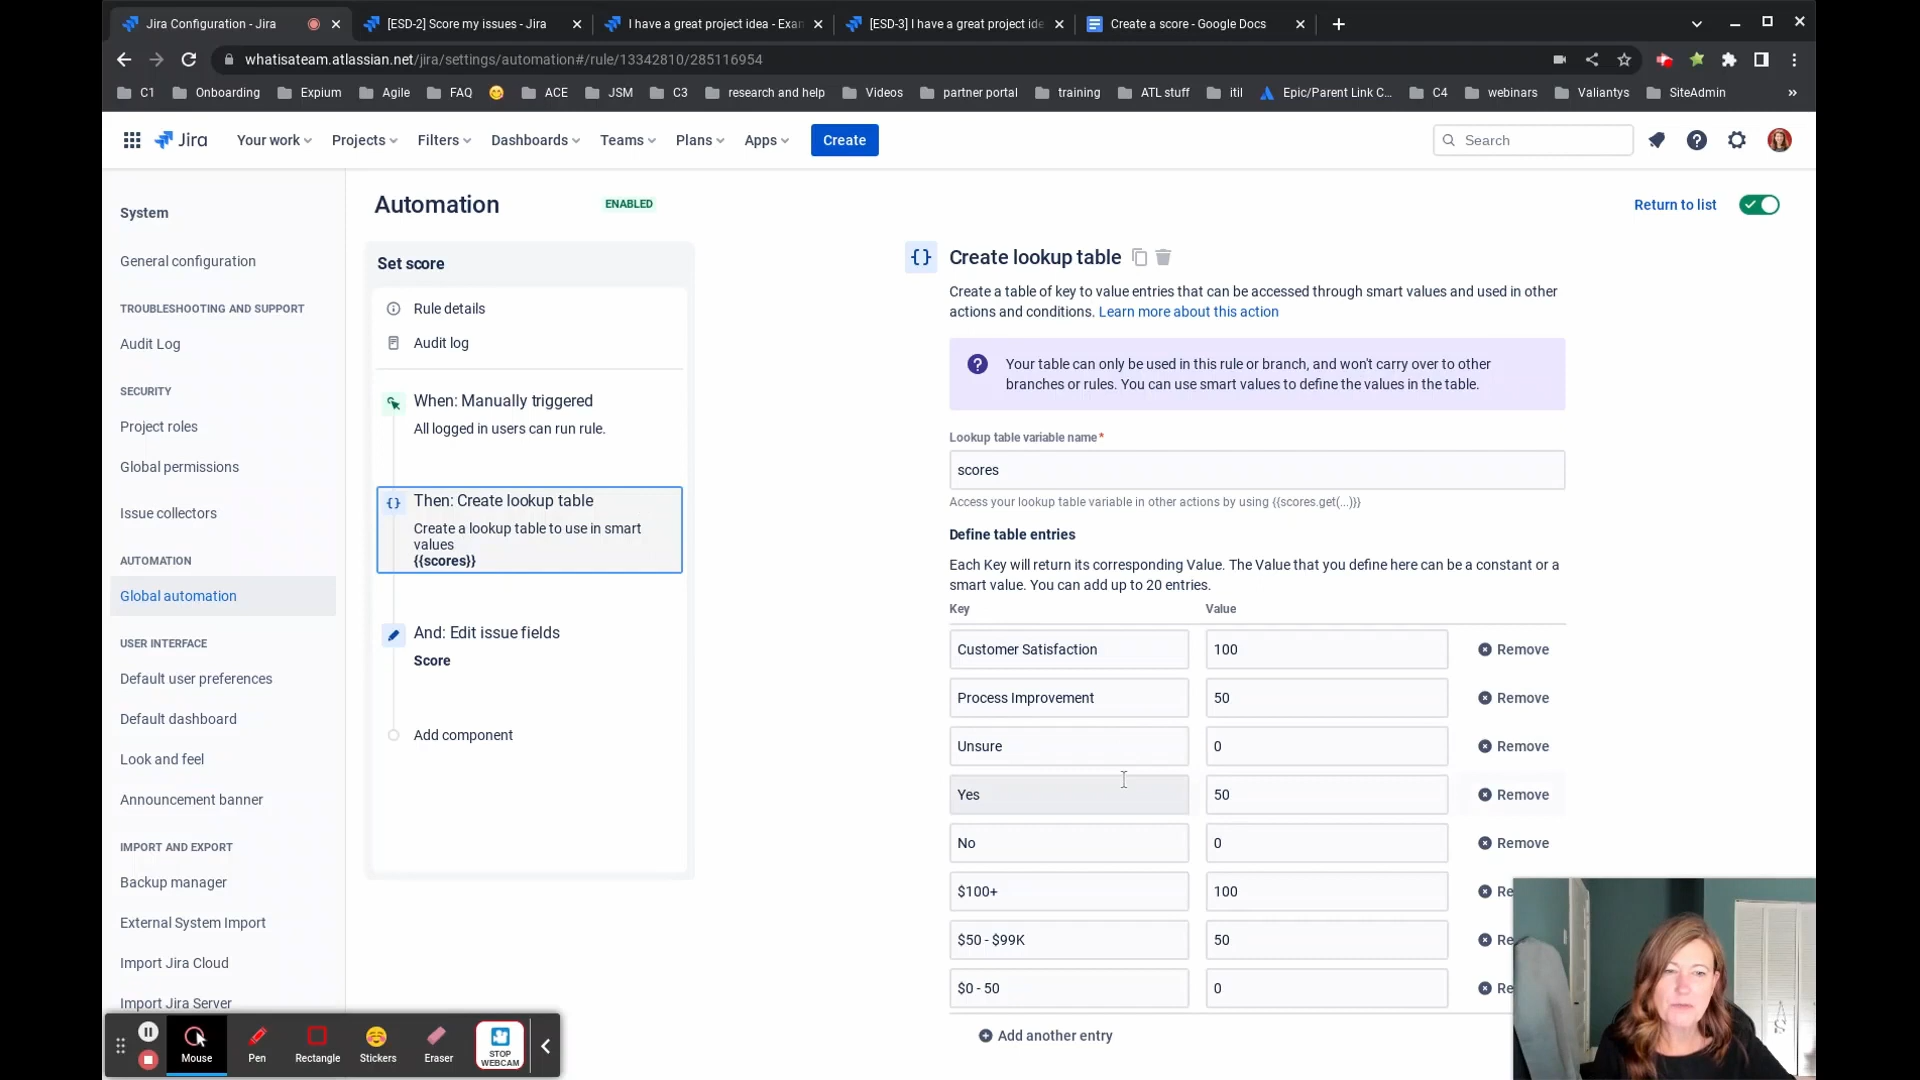 Jira Configuration - Jira
[ESD-2] Score my issues - Jira
I have a great project idea - Exan
[ESD-3] I have a great project ide
Create a score - Google Docs
whatisateam.atlassian.net/jira/settings/automation#/rule/13342810/285116954
C1
Onboarding
Expium
Agile
FAQ
ACE
JSM
C3
research and help
Videos
partner portal
training
ATL stuff
itil
Epic/Parent Link C...
C4
webinars
Valiantys
SiteAdmin
»
Jira
Your work
Projects
Filters
Dashboards
Teams
Plans
Apps
Create
Search
System
General configuration
TROUBLESHOOTING AND SUPPORT
Audit Log
SECURITY
Project roles
Global permissions
Issue collectors
AUTOMATION
Global automation
USER INTERFACE
Default user preferences
Default dashboard
Look and feel
Announcement banner
IMPORT AND EXPORT
Backup manager
External System Import
Import Jira Cloud
Import Jira Server
Automation
ENABLED
Return to list
Set score
Rule details
Audit log
When: Manually triggered
All logged in users can run rule.
{} Then: Create lookup table
Create a lookup table to use in smart
values
{{scores}}
And: Edit issue fields
Score
Add component
{} Create lookup table
Create a table of key to value entries that can be accessed through smart values and used in other
actions and conditions. Learn more about this action
Your table can only be used in this rule or branch, and won't carry over to other
branches or rules. You can use smart values to define the values in the table.
Lookup table variable name*
scores
Access your lookup table variable in other actions by using {{scores.get(...)}}
Define table entries
Each Key will return its corresponding Value. The Value that you define here can be a constant or a
smart value. You can add up to 20 entries.
Key Value
Customer Satisfaction 100 Remove
Process Improvement 50 Remove
Unsure 0 Remove
Yes 50 Remove
No 0 Remove
$100+ 100 Re
$50 - $99K 50 Re
$0 - 50 0 Re
Add another entry
Mouse
Pen
Rectangle
Stickers
Eraser
STOP
WEBCAM